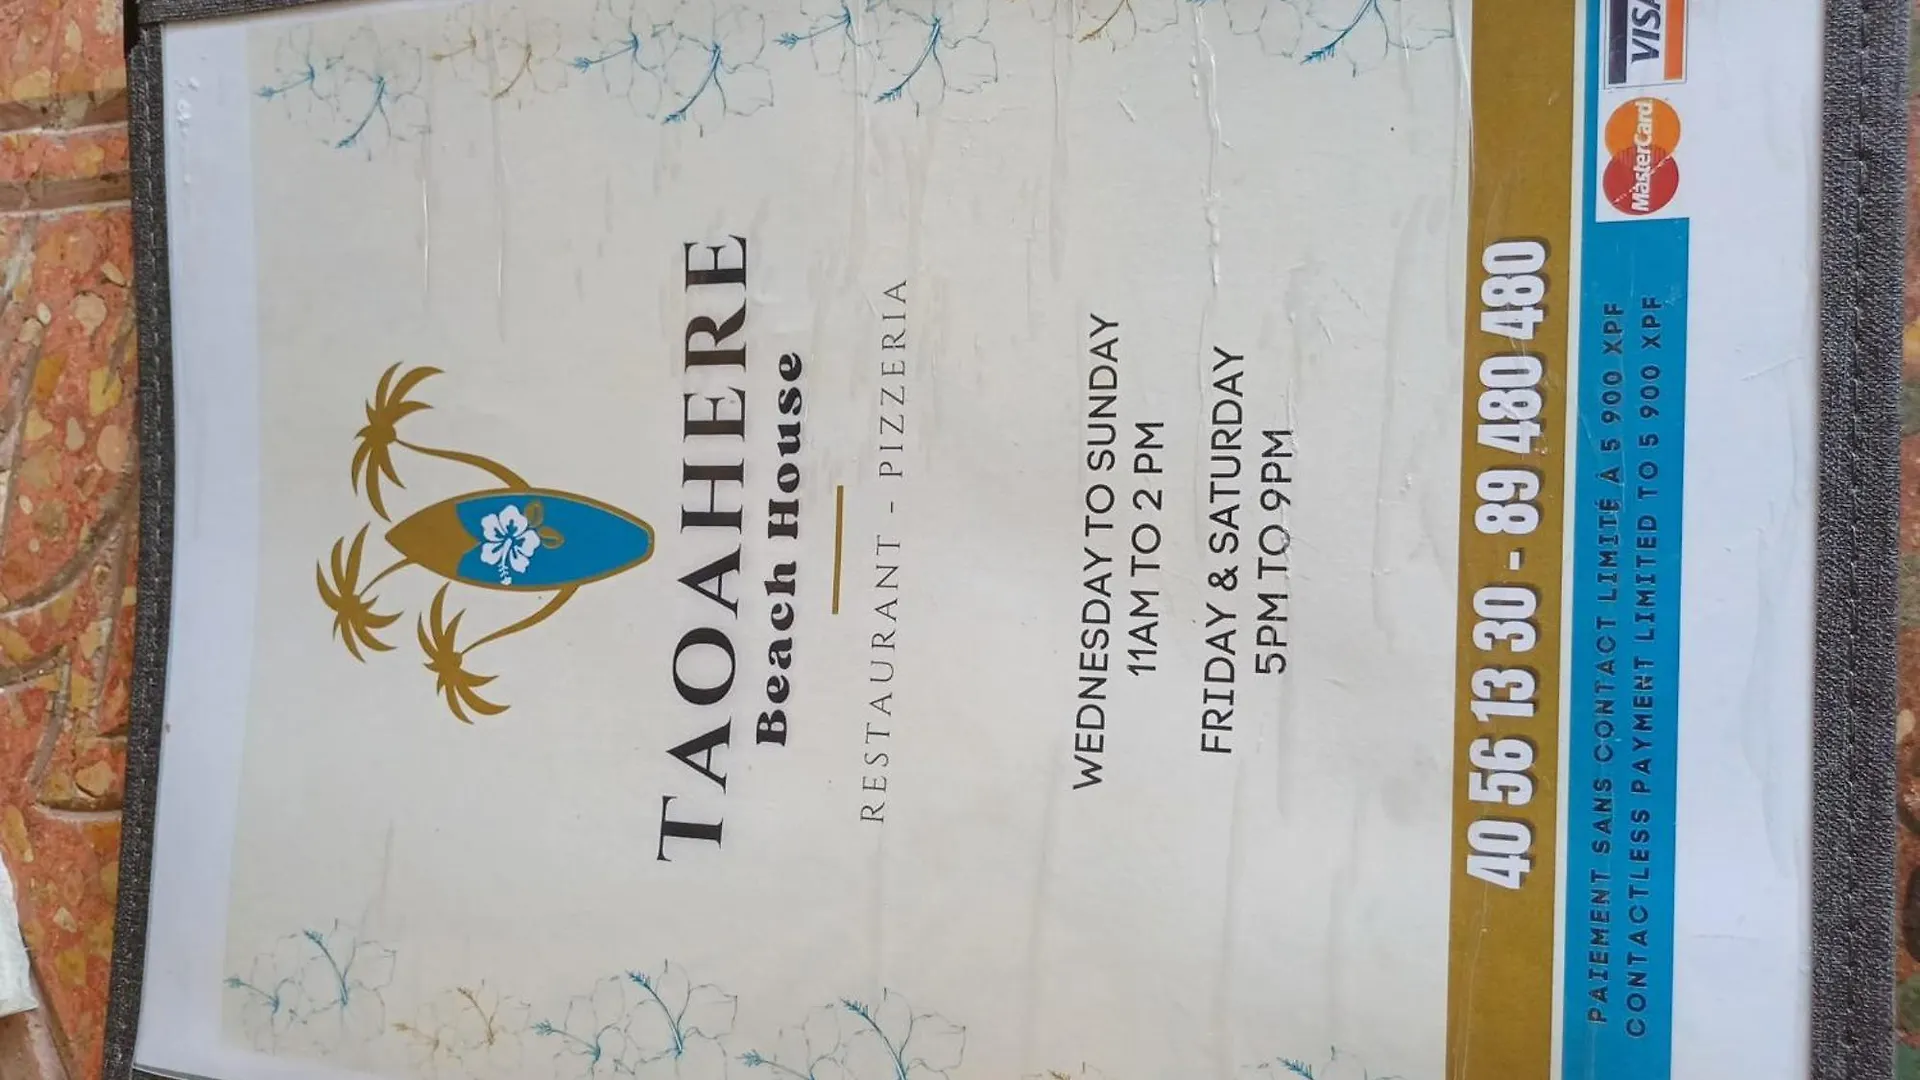 TAOAHERE
Beach House
RESTAURANT - PIZZERIA
WEDNESDAY TO SUNDAY
11AM TO 2 PM
FRIDAY & SATURDAY
5PM TO 9PM
40 56 13 30 - 89 480 480
PAIEMENT SANS CONTACT LIMITÉ À 5 900 XPF
CONTACTLESS PAYMENT LIMITED TO 5 900 XPF
MasterCard
VISA